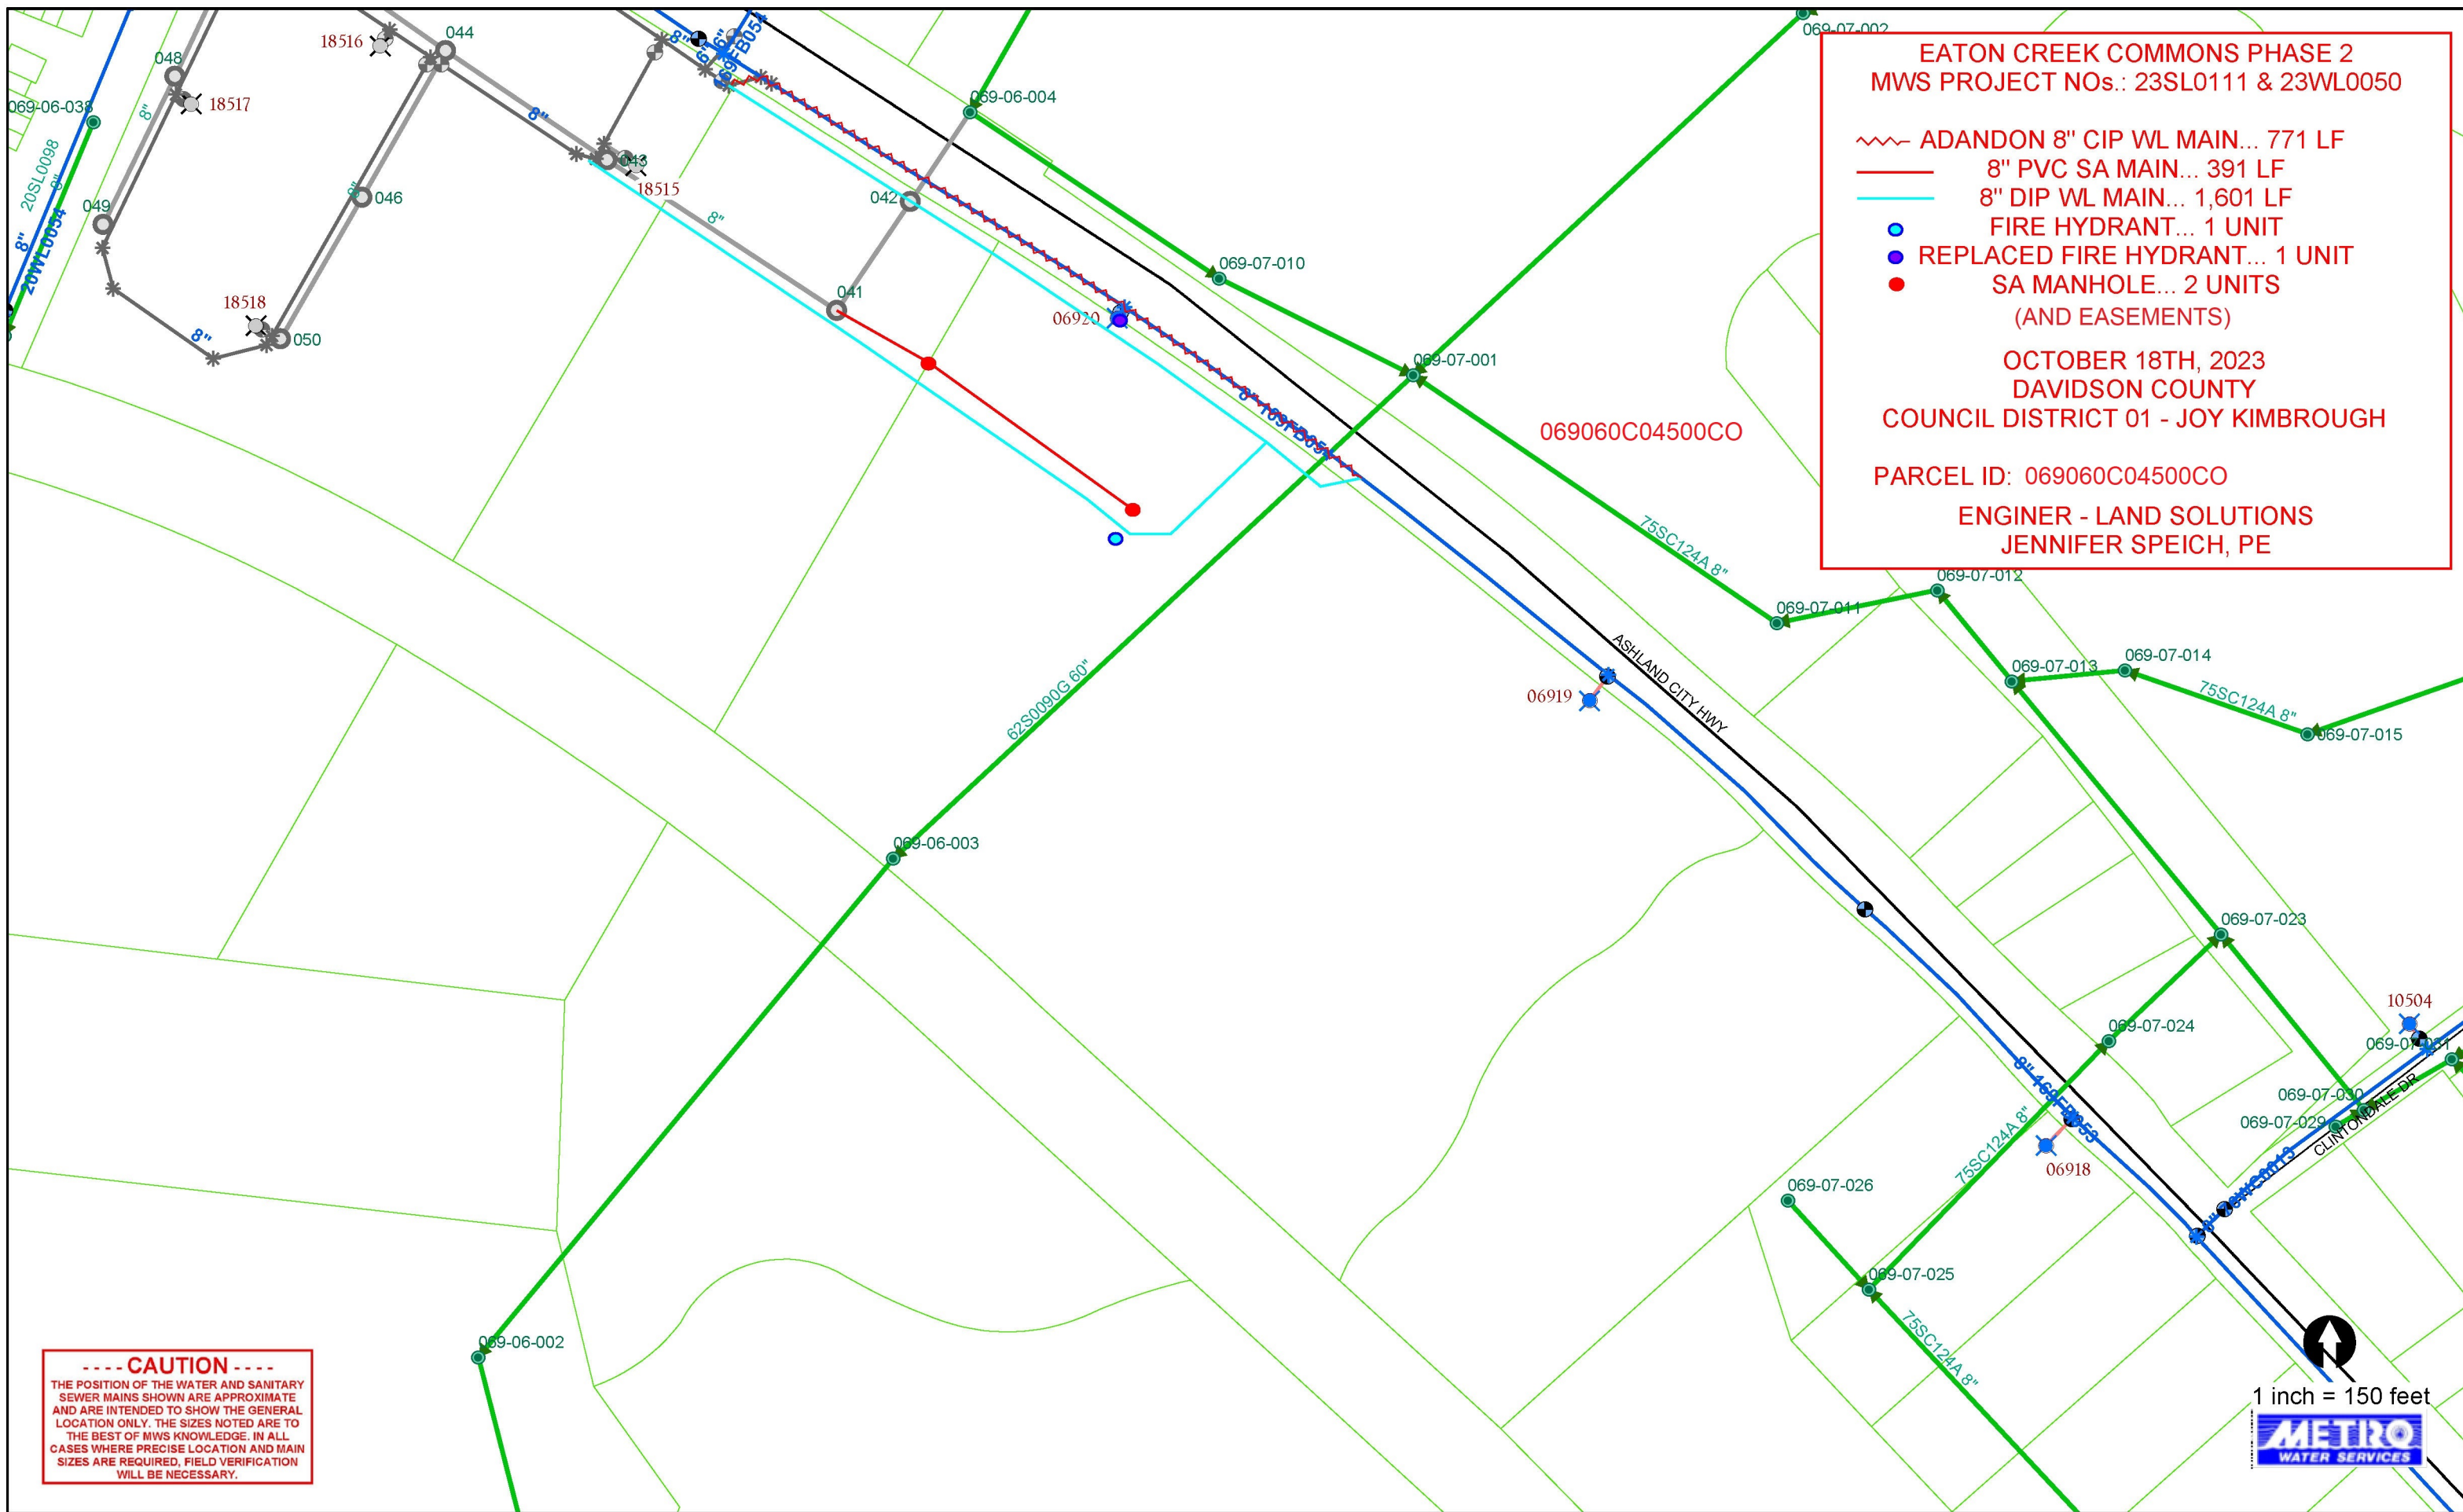 EATON CREEK COMMONS PHASE 2
MWS PROJECT NOs.: 23SL0111 & 23WL0050
ADANDON 8" CIP WL MAIN... 771 LF
8" PVC SA MAIN... 391 LF
8" DIP WL MAIN... 1,601 LF
FIRE HYDRANT... 1 UNIT
REPLACED FIRE HYDRANT... 1 UNIT
SA MANHOLE... 2 UNITS
(AND EASEMENTS)
OCTOBER 18TH, 2023
DAVIDSON COUNTY
COUNCIL DISTRICT 01 - JOY KIMBROUGH
PARCEL ID: 069060C04500CO
ENGINER - LAND SOLUTIONS
JENNIFER SPEICH, PE
069-07-002
18516
044
048
8"
6"
6"
18517
069-06-038
8"
8"
069-06-004
043
18515
20SL0098
8"
8"
046
042
8"
049
8"
20WL00554
069-07-010
041
18518
8"
050
06920
069-07-001
069060C04500CO
75SC124A 8"
069-07-012
069-07-011
62S0090G 60"
ASHLAND CITY HWY
06919
069-07-013
069-07-014
75SC124A 8"
069-07-015
069-06-003
069-07-023
10504
069-07-024
069-07-031
069-07-030
069-07-029
CLINTONDALE DR
75SC124A 8"
06918
069-07-026
069-07-025
75SC124A 8"
069-06-002
- - - - CAUTION - - - -
THE POSITION OF THE WATER AND SANITARY
SEWER MAINS SHOWN ARE APPROXIMATE
AND ARE INTENDED TO SHOW THE GENERAL
LOCATION ONLY. THE SIZES NOTED ARE TO
THE BEST OF MWS KNOWLEDGE. IN ALL
CASES WHERE PRECISE LOCATION AND MAIN
SIZES ARE REQUIRED, FIELD VERIFICATION
WILL BE NECESSARY.
1 inch = 150 feet
METRO
WATER SERVICES